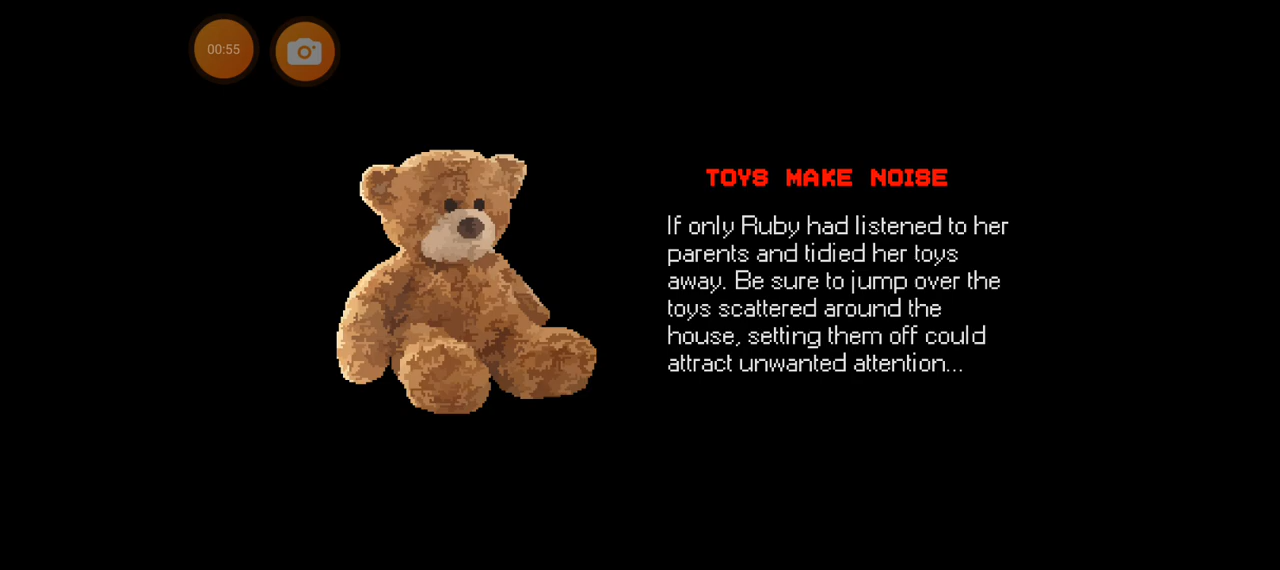 00:55
TOYS MAKE NOISE
If only Ruby had listened to her
parents and tidied her toys
away. Be sure to jump over the
toys scattered around the
house, setting them off could
attract unwanted attention...